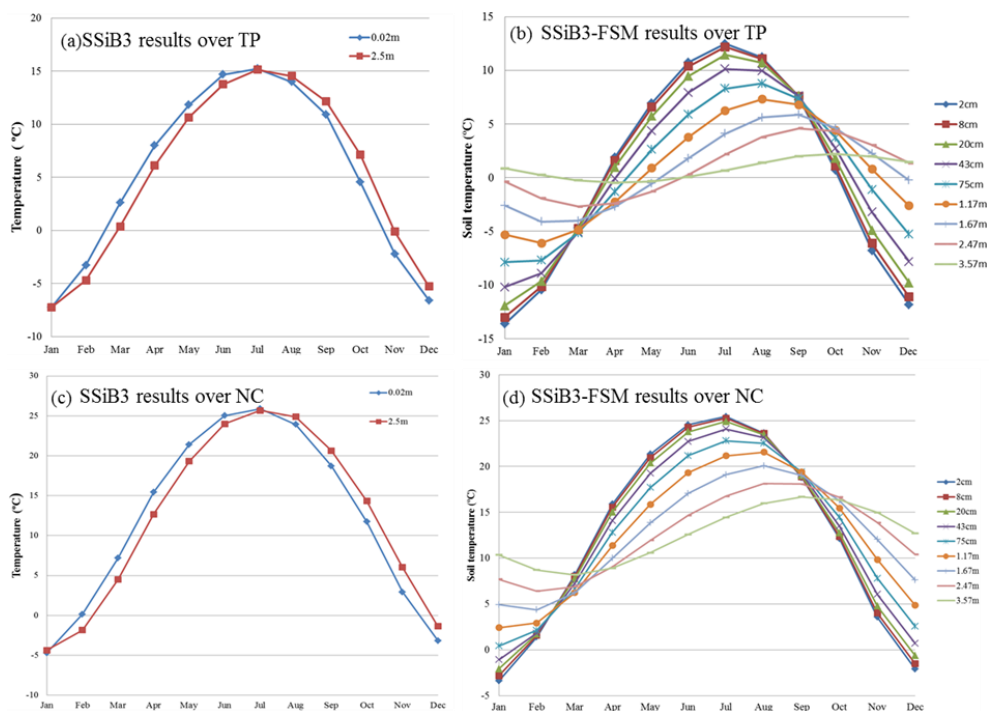 (a)SSiB3 results over TP
0.02m
2.5m
Temperature ( °C)
20
15
10
5
0
-5
-10
Jan Feb Mar Apr May Jun Jul Aug Sep Oct Nov Dec
(b) SSiB3-FSM results over TP
Soil temperature (°C)
15
10
5
0
-5
-10
-15
Jan Feb Mar Apr May Jun Jul Aug Sep Oct Nov Dec
2cm
8cm
20cm
43cm
75cm
1.17m
1.67m
2.47m
3.57m
(c) SSiB3 results over NC
0.02m
2.5m
Temperature (°C)
30
25
20
15
10
5
0
-5
-10
Jan Feb Mar Apr May Jun Jul Aug Sep Oct Nov Dec
(d) SSiB3-FSM results over NC
Soil temperature (°C)
30
25
20
15
10
5
0
-5
Jan Feb Mar Apr May Jun Jul Aug Sep Oct Nov Dec
2cm
8cm
20cm
43cm
75cm
1.17m
1.67m
2.47m
3.57m